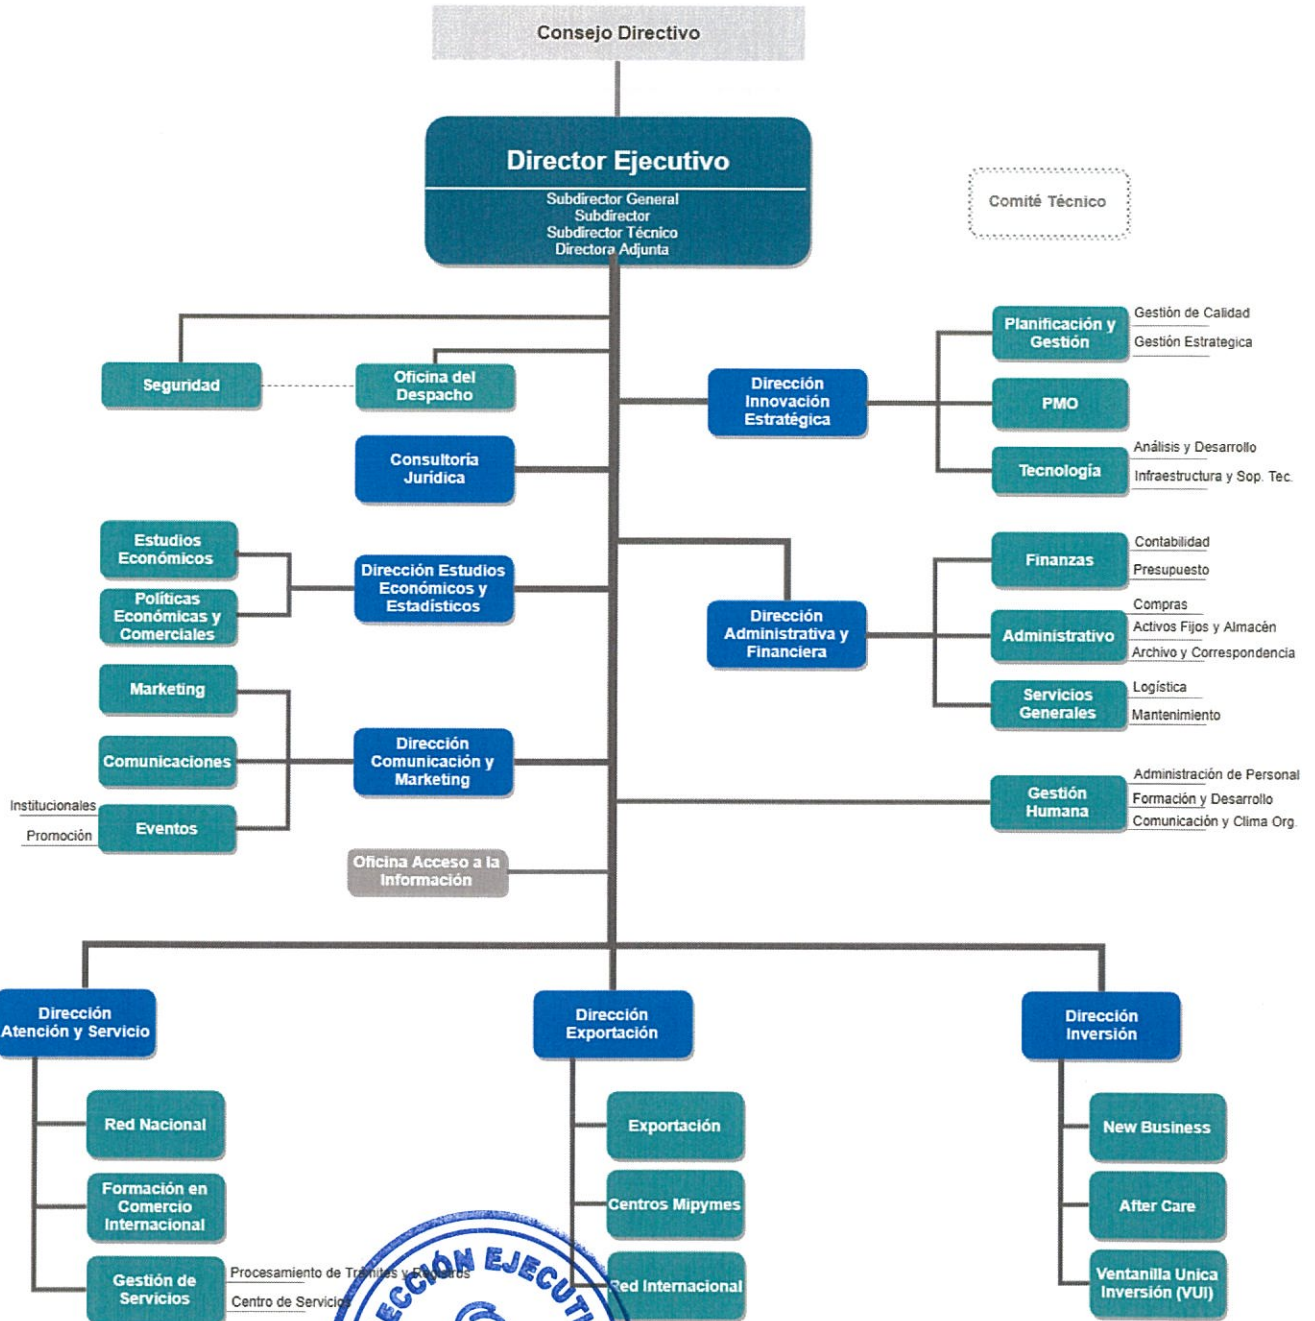 Consejo Directivo
Director Ejecutivo
Subdirector General
Subdirector
Subdirector Técnico
Directora Adjunta
Comité Técnico
Seguridad
Oficina del
Despacho
Consultoría
Jurídica
Dirección
Innovación
Estratégica
Planificación y
Gestión
Gestión de Calidad
Gestión Estrategica
PMO
Tecnología
Análisis y Desarrollo
Infraestructura y Sop. Tec.
Estudios
Económicos
Políticas
Económicas y
Comerciales
Dirección Estudios
Económicos y
Estadísticos
Dirección
Administrativa y
Financiera
Finanzas
Contabilidad
Presupuesto
Administrativo
Compras
Activos Fijos y Almacén
Archivo y Correspondencia
Servicios
Generales
Logística
Mantenimiento
Marketing
Comunicaciones
Eventos
Institucionales
Promoción
Dirección
Comunicación y
Marketing
Gestión
Humana
Administración de Personal
Formación y Desarrollo
Comunicación y Clima Org.
Oficina Acceso a la
Información
Dirección
Atención y Servicio
Red Nacional
Formación en
Comercio
Internacional
Gestión de
Servicios
Procesamiento de Trámites y Registros
Centro de Servicios
Dirección
Exportación
Exportación
Centros Mipymes
Red Internacional
Dirección
Inversión
New Business
After Care
Ventanilla Unica
Inversión (VUI)
ECCIÓN EJECUTI